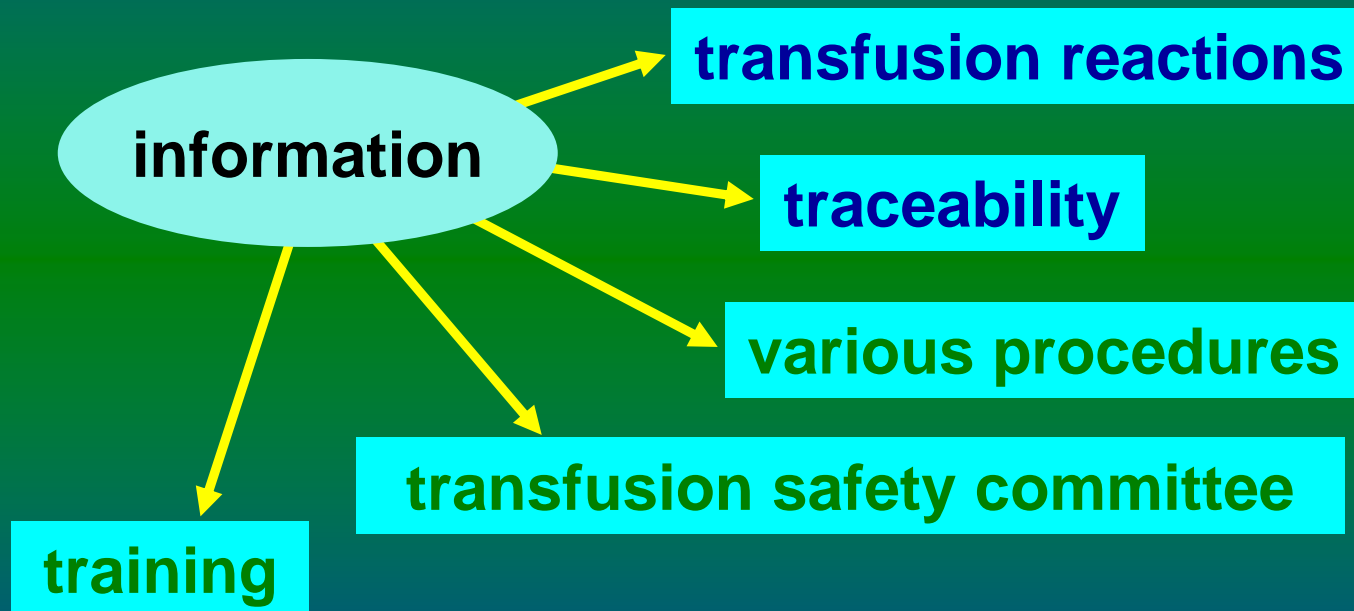 transfusion reactions
information
traceability
various procedures
transfusion safety committee
training